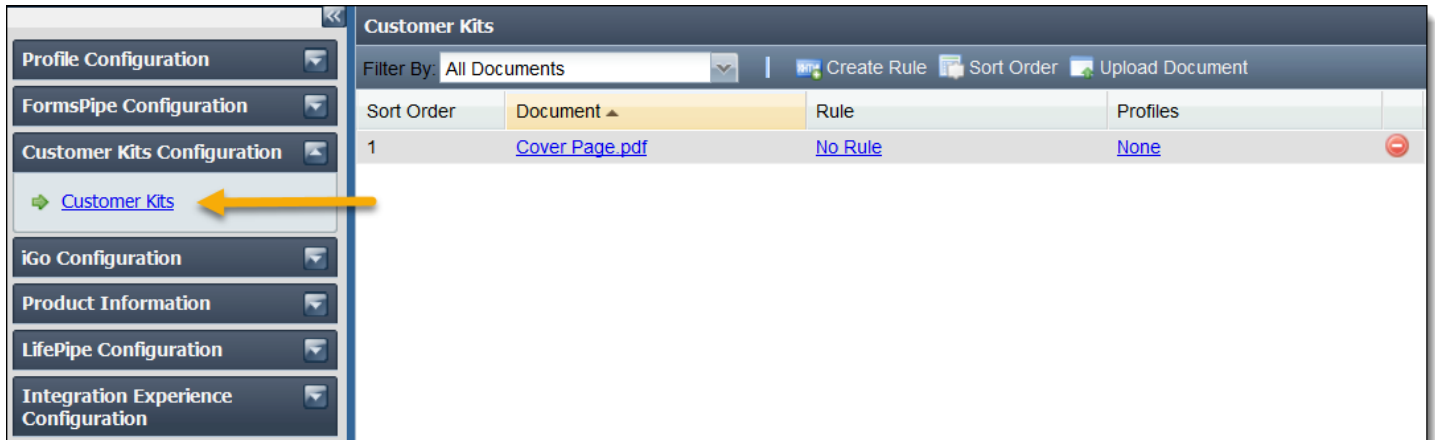 Profile Configuration
FormsPipe Configuration
Customer Kits Configuration
Customer Kits
iGo Configuration
Product Information
LifePipe Configuration
Integration Experience
Configuration
Customer Kits
Filter By: All Documents | Create Rule Sort Order Upload Document
Sort Order Document Rule Profiles
1 Cover Page.pdf No Rule None